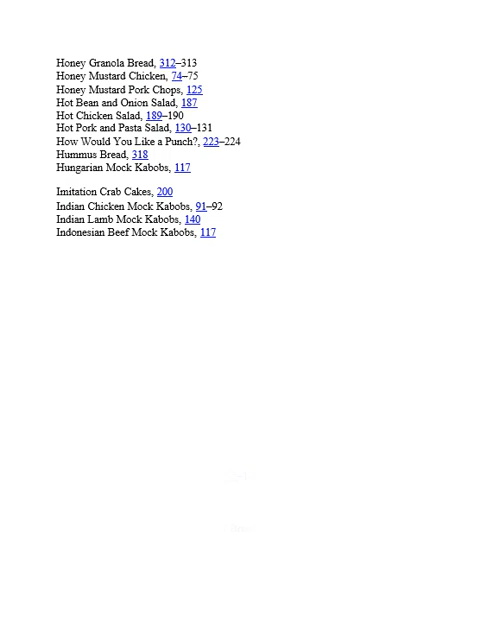 Honey Granola Bread, 312–313
Honey Mustard Chicken, 74–75
Honey Mustard Pork Chops, 125
Hot Bean and Onion Salad, 187
Hot Chicken Salad, 189–190
Hot Pork and Pasta Salad, 130–131
How Would You Like a Punch?, 223–224
Hummus Bread, 318
Hungarian Mock Kabobs, 117
Imitation Crab Cakes, 200
Indian Chicken Mock Kabobs, 91–92
Indian Lamb Mock Kabobs, 140
Indonesian Beef Mock Kabobs, 117